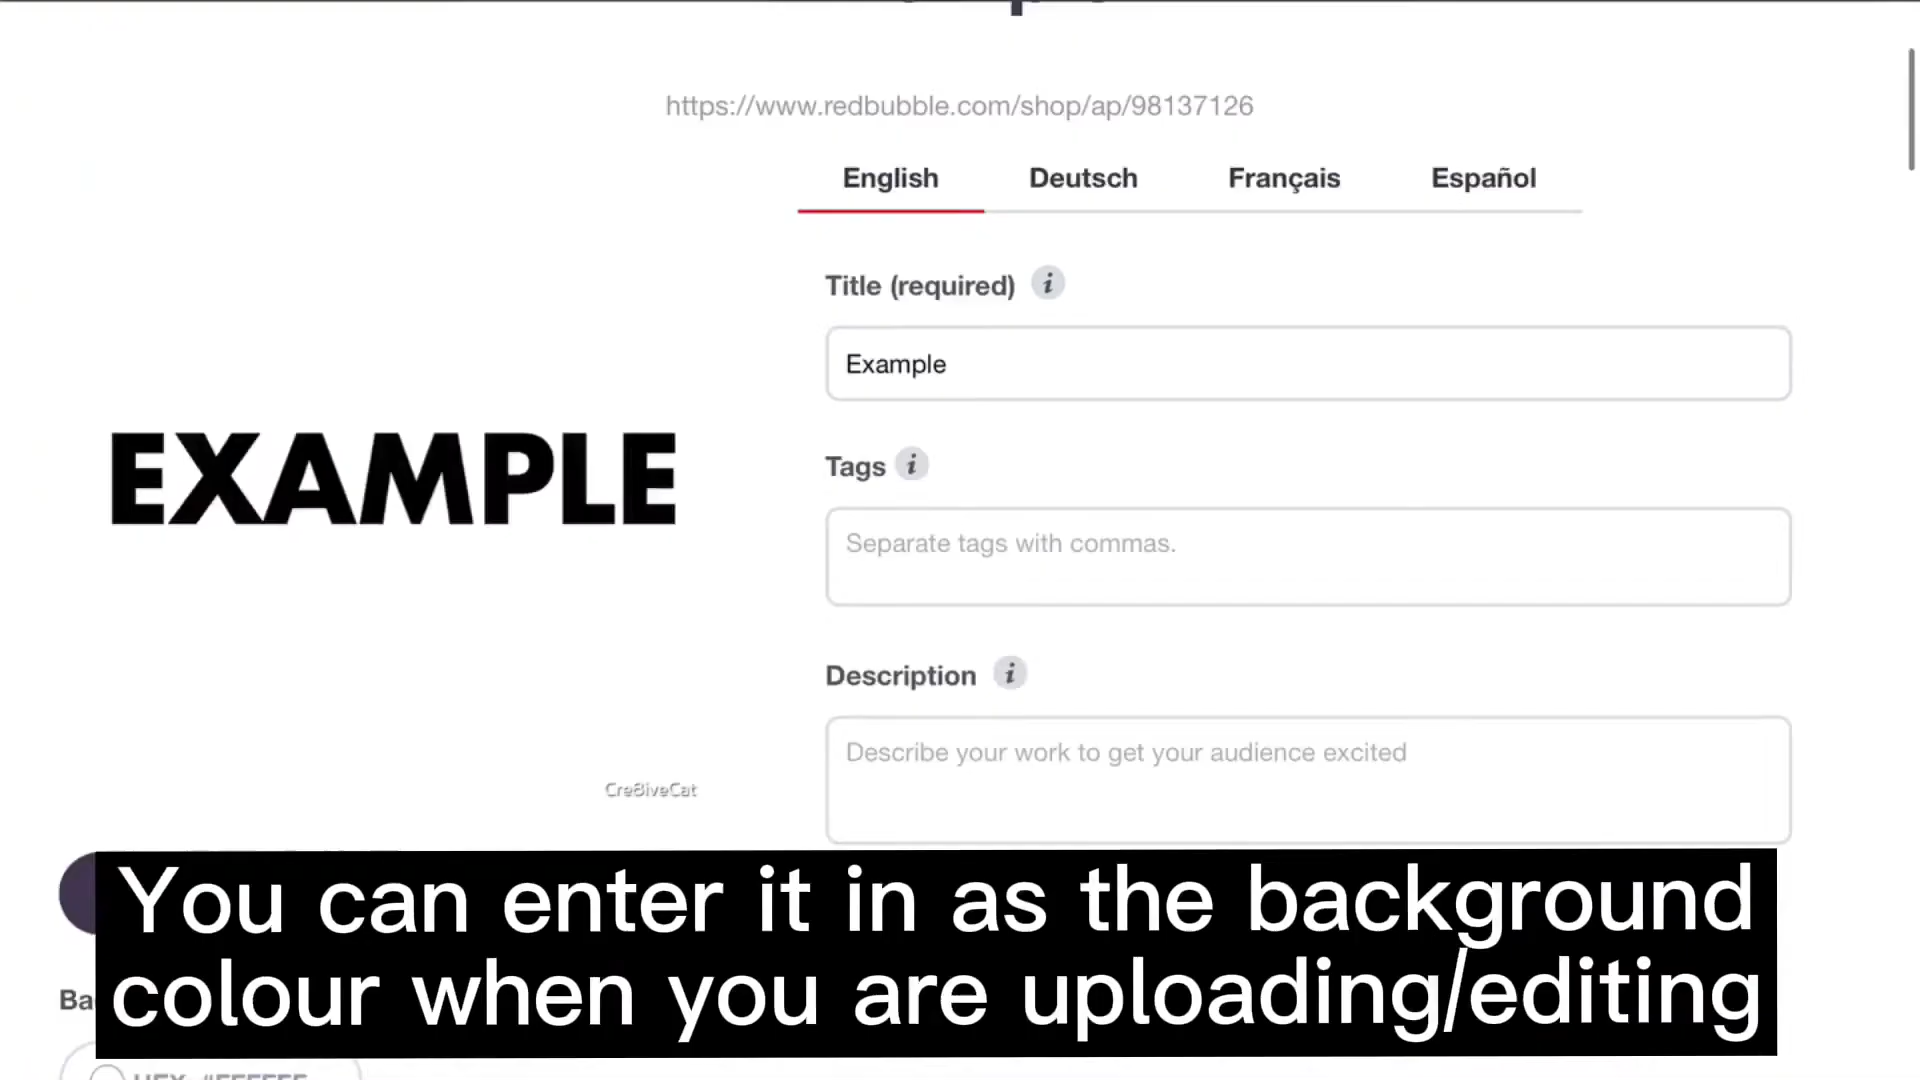 https://www.redbubble.com/shop/ap/98137126
English Deutsch Français Español
Title (required) i
Example
Tags i
EXAMPLE
Separate tags with commas.
Description i
Describe your work to get your audience excited
Cre8iveCat
You can enter it in as the background
colour when you are uploading/editing